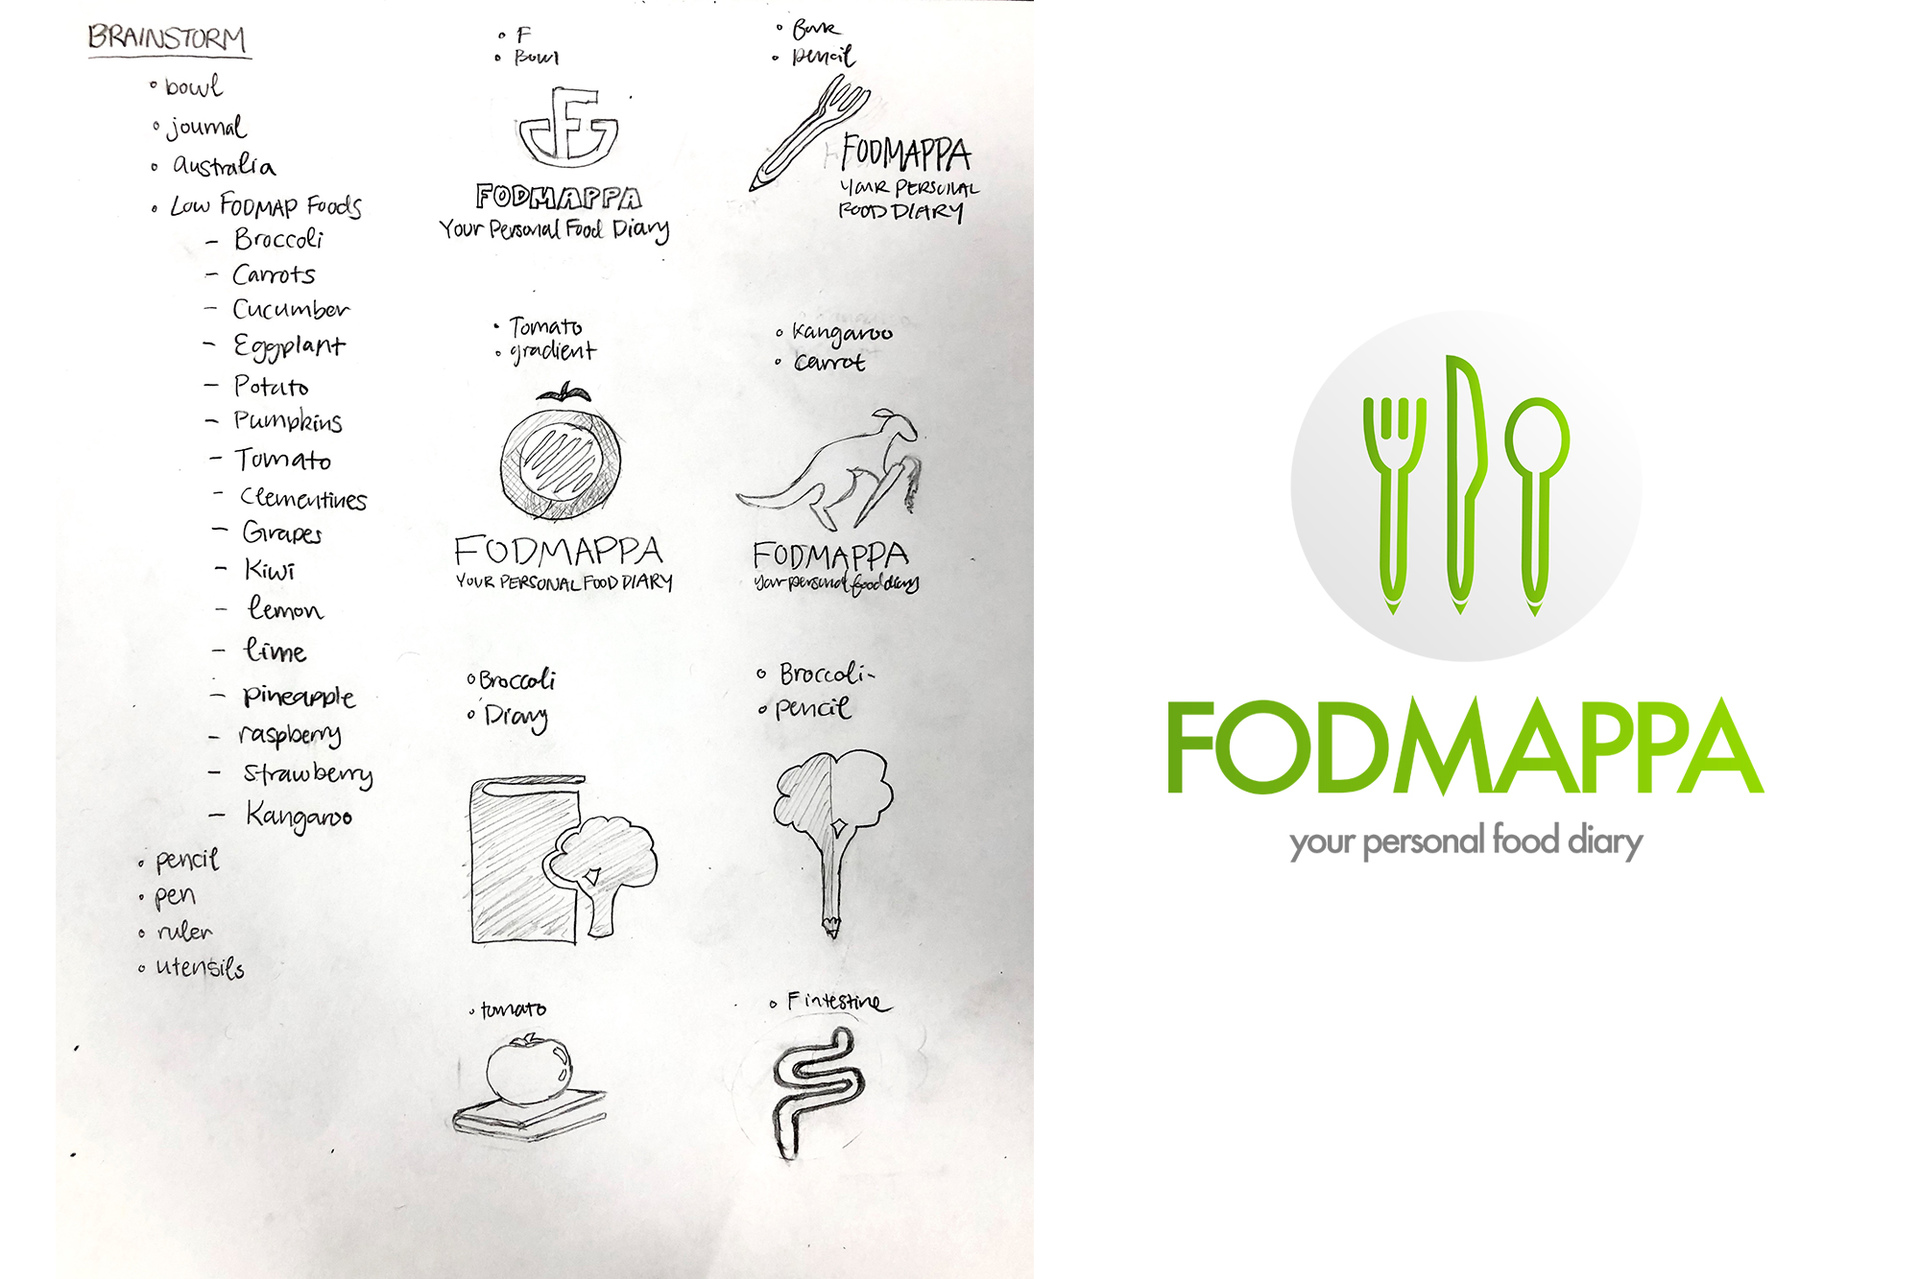 BRAINSTORM
• bowl
• journal
• australia
• Low FODMAP Foods
– Broccoli
– Carrots
– Cucumber
– Eggplant
– Potato
– Pumpkins
– Tomato
– Clementines
– Grapes
– Kiwi
– lemon
– lime
– pineapple
– raspberry
– strawberry
– Kangaroo
• pencil
• pen
• ruler
• utensils
• F
• Bowl
F
FODMAPPA
Your Personal Food Diary
• pencil
FODMAPPA
YOUR PERSONAL
FOOD DIARY
• Tomato
• gradient
FODMAPPA
YOUR PERSONAL FOOD DIARY
• Kangaroo
• Carrot
FODMAPPA
your personal food diary
• Broccoli
• Diary
• Broccoli-
• pencil
• tomato
• F intestine
FODMAPPA
your personal food diary